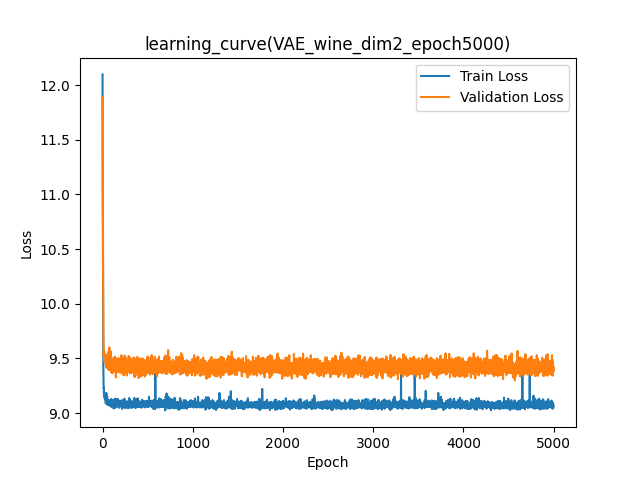 learning_curve(VAE_wine_dim2_epoch5000)
Train Loss
Validation Loss
12.0
11.5
11.0
10.5
10.0
9.5
9.0
Loss
0
1000
2000
3000
4000
5000
Epoch